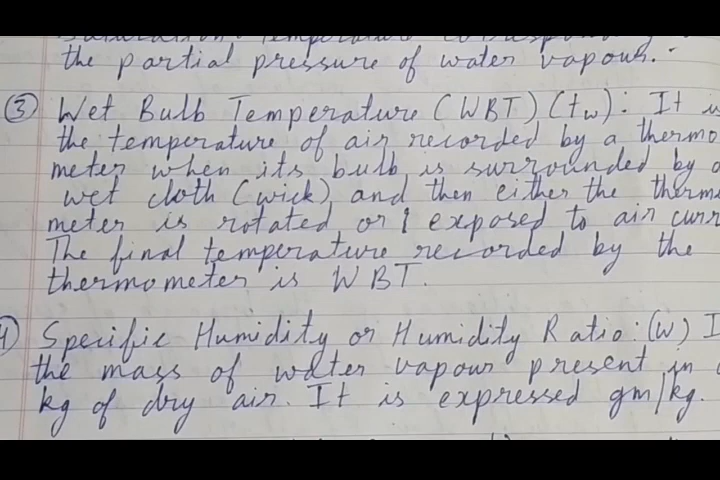 the partial pressure of water vapour.
③ Wet Bulb Temperature (WBT) (tw): It is
the temperature of air recorded by a thermo
meter when its bulb is surrounded by a
wet cloth (wick) and then either the therm
meter is rotated or exposed to air curr
The final temperature recorded by the
thermometer is WBT.
4) Specific Humidity or Humidity Ratio: (W) I
the mass of water vapour present in
kg of dry air. It is expressed gm/kg.